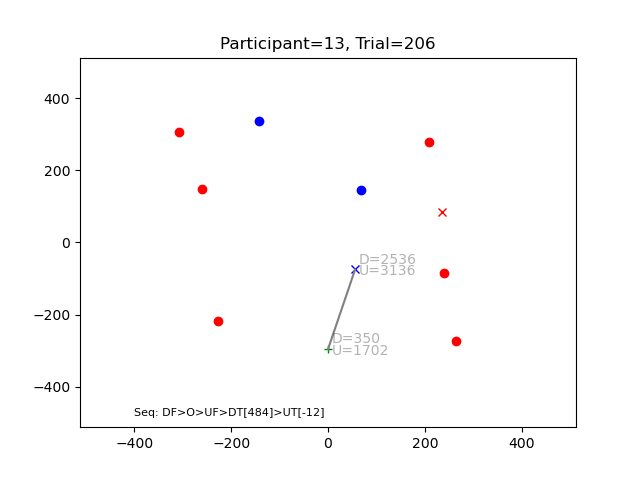 Participant=13, Trial=206
400
200
0
−200
−400
D=2536
U=3136
D=350
U=1702
Seq: DF>O>UF>DT[484]>UT[-12]
−400 −200 0 200 400